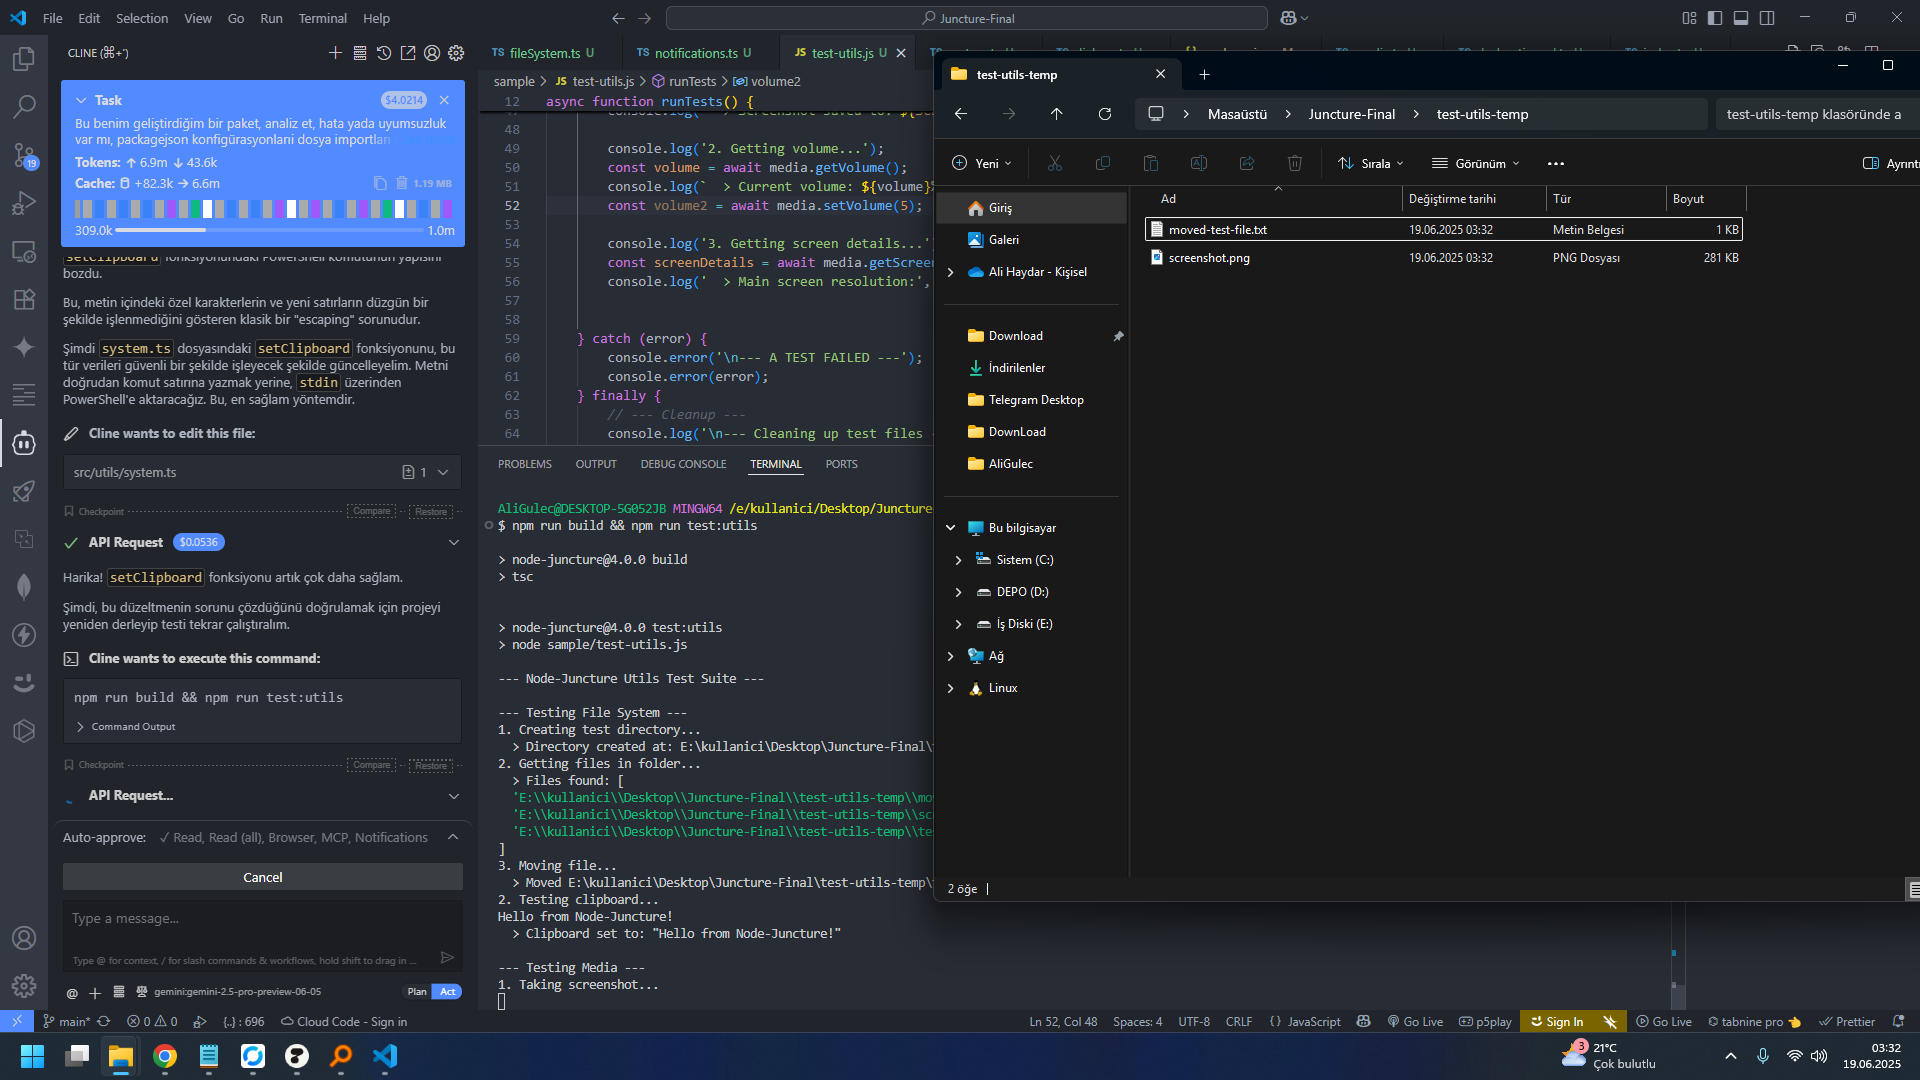 File Edit Selection View Go Run Terminal Help
Juncture-Final
CLINE (⌘+')
TS fileSystem.ts U
TS notifications.ts U
JS test-utils.js U
Task
$4.0214
Bu benim geliştirdiğim bir paket, analiz et, hata yada uyumsuzluk
var mı, packagejson konfigürasyonlani dosya importları
Tokens: ↑ 6.9m ↓ 43.6k
Cache: +82.3k → 6.6m
1.19 MB
309.0k
1.0m
setClipboard fonksiyonundaki PowerShell komutunun yapısını
bozdu.
Bu, metin içindeki özel karakterlerin ve yeni satırların düzgün bir
şekilde işlenmediğini gösteren klasik bir "escaping" sorunudur.
Şimdi system.ts dosyasındaki setClipboard fonksiyonunu, bu
tür verileri güvenli bir şekilde işleyecek şekilde güncelleyelim. Metni
doğrudan komut satırına yazmak yerine, stdin üzerinden
PowerShell'e aktaracağız. Bu, en sağlam yöntemdir.
Cline wants to edit this file:
src/utils/system.ts
1
Checkpoint
Compare
Restore
API Request
$0.0536
Harika! setClipboard fonksiyonu artık çok daha sağlam.
Şimdi, bu düzeltmenin sorunu çözdüğünü doğrulamak için projeyi
yeniden derleyip testi tekrar çalıştıralım.
Cline wants to execute this command:
npm run build && npm run test:utils
Command Output
Checkpoint
Compare
Restore
API Request...
Auto-approve: ✓ Read, Read (all), Browser, MCP, Notifications
Cancel
Type a message...
Type @ for context, / for slash commands & workflows, hold shift to drag in ...
@ +
gemini:gemini-2.5-pro-preview-06-05
Plan
Act
19
sample > JS test-utils.js > runTests > volume2
12 async function runTests() {
48
49 console.log('2. Getting volume...');
50 const volume = await media.getVolume();
51 console.log(` > Current volume: ${volume}%
52 const volume2 = await media.setVolume(5);
53
54 console.log('3. Getting screen details...'
55 const screenDetails = await media.getScree
56 console.log(' > Main screen resolution:',
57
58
59 } catch (error) {
60 console.error('\n--- A TEST FAILED ---');
61 console.error(error);
62 } finally {
63 // --- Cleanup ---
64 console.log('\n--- Cleaning up test files
PROBLEMS OUTPUT DEBUG CONSOLE TERMINAL PORTS
AliGulec@DESKTOP-5G052JB MINGW64 /e/kullanici/Desktop/Juncture
$ npm run build && npm run test:utils
> node-juncture@4.0.0 build
> tsc
> node-juncture@4.0.0 test:utils
> node sample/test-utils.js
--- Node-Juncture Utils Test Suite ---
--- Testing File System ---
1. Creating test directory...
> Directory created at: E:\kullanici\Desktop\Juncture-Final\
2. Getting files in folder...
> Files found: [
'E:\\kullanici\\Desktop\\Juncture-Final\\test-utils-temp\\mo
'E:\\kullanici\\Desktop\\Juncture-Final\\test-utils-temp\\sc
'E:\\kullanici\\Desktop\\Juncture-Final\\test-utils-temp\\te
]
3. Moving file...
> Moved E:\kullanici\Desktop\Juncture-Final\test-utils-temp\
2. Testing clipboard...
Hello from Node-Juncture!
> Clipboard set to: "Hello from Node-Juncture!"
--- Testing Media ---
1. Taking screenshot...
test-utils-temp
Masaüstü > Juncture-Final > test-utils-temp
test-utils-temp klasöründe a
Yeni
Sırala
Görünüm
Ayrıntı
Giriş
Galeri
Ali Haydar - Kişisel
Download
İndirilenler
Telegram Desktop
DownLoad
AliGulec
Bu bilgisayar
Sistem (C:)
DEPO (D:)
İş Diski (E:)
Ağ
Linux
Ad Değiştirme tarihi Tür Boyut
moved-test-file.txt 19.06.2025 03:32 Metin Belgesi 1 KB
screenshot.png 19.06.2025 03:32 PNG Dosyası 281 KB
2 öğe
main* 0 0 {..} : 696 Cloud Code - Sign in
Ln 52, Col 48 Spaces: 4 UTF-8 CRLF {} JavaScript Go Live p5play Sign In Go Live tabnine pro Prettier
3
21°C
Çok bulutlu
03:32
19.06.2025